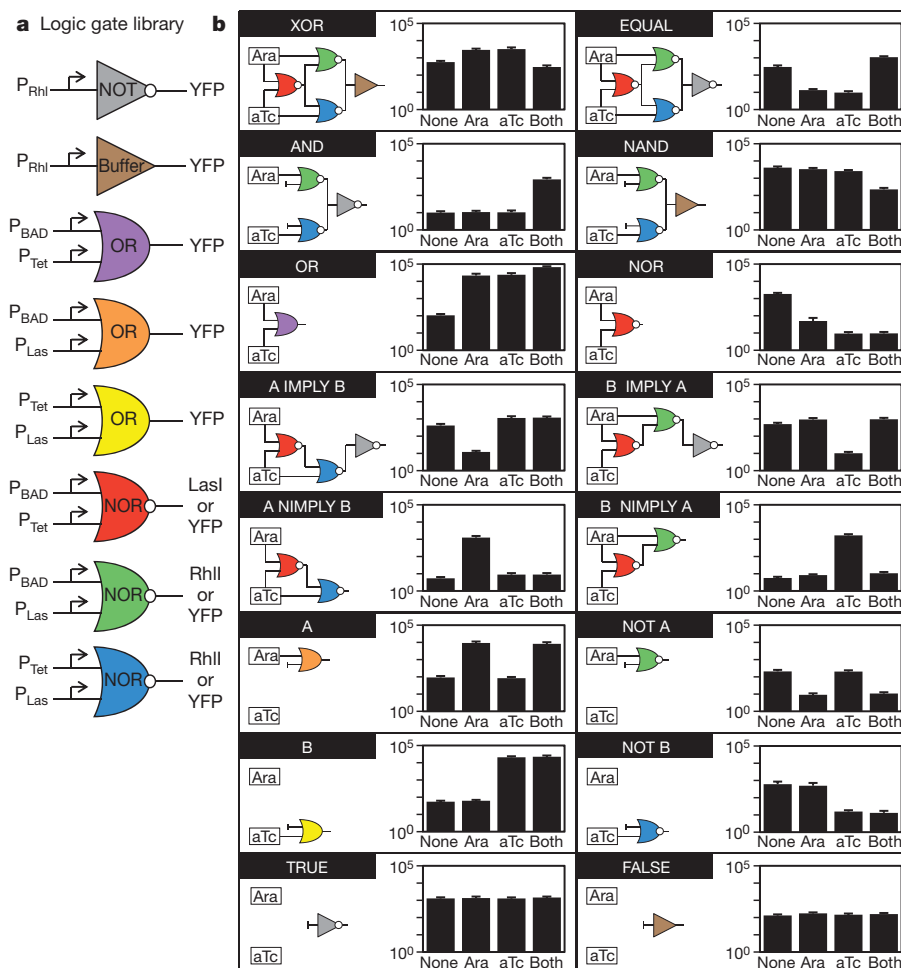 a Logic gate library
P_Rhl NOT YFP
P_Rhl Buffer YFP
P_BAD
P_Tet
OR YFP
P_BAD
P_Las
OR YFP
P_Tet
P_Las
OR YFP
P_BAD
P_Tet
NOR
LasI
or
YFP
P_BAD
P_Las
NOR
RhlI
or
YFP
P_Tet
P_Las
NOR
RhlI
or
YFP
b
XOR
Ara
aTc
10^5
10^0
None Ara aTc Both
EQUAL
Ara
aTc
10^5
10^0
None Ara aTc Both
AND
Ara
aTc
10^5
10^0
None Ara aTc Both
NAND
Ara
aTc
10^5
10^0
None Ara aTc Both
OR
Ara
aTc
10^5
10^0
None Ara aTc Both
NOR
Ara
aTc
10^5
10^0
None Ara aTc Both
A IMPLY B
Ara
aTc
10^5
10^0
None Ara aTc Both
B IMPLY A
Ara
aTc
10^5
10^0
None Ara aTc Both
A NIMPLY B
Ara
aTc
10^5
10^0
None Ara aTc Both
B NIMPLY A
Ara
aTc
10^5
10^0
None Ara aTc Both
A
Ara
aTc
10^5
10^0
None Ara aTc Both
NOT A
Ara
aTc
10^5
10^0
None Ara aTc Both
B
Ara
aTc
10^5
10^0
None Ara aTc Both
NOT B
Ara
aTc
10^5
10^0
None Ara aTc Both
TRUE
Ara
aTc
10^5
10^0
None Ara aTc Both
FALSE
Ara
aTc
10^5
10^0
None Ara aTc Both